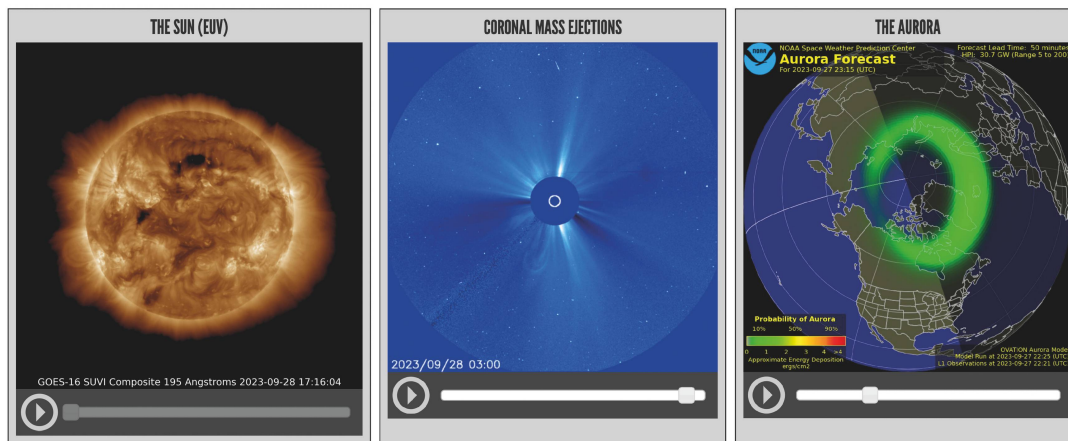 THE SUN (EUV)
GOES-16 SUVI Composite 195 Angstroms 2023-09-28 17:16:04
CORONAL MASS EJECTIONS
2023/09/28 03:00
THE AURORA
NOAA
NOAA Space Weather Prediction Center
Aurora Forecast
For 2023-09-27 23:15 (UTC)
Forecast Lead Time: 50 minutes
HPI: 30.7 GW (Range 5 to 200)
Probability of Aurora
10% 50% 90%
0 1 2 3 4 >4
Approximate Energy Deposition
ergs/cm2
OVATION Aurora Model
Model Run at 2023-09-27 22:25 (UTC)
L1 Observations at 2023-09-27 22:21 (UTC)